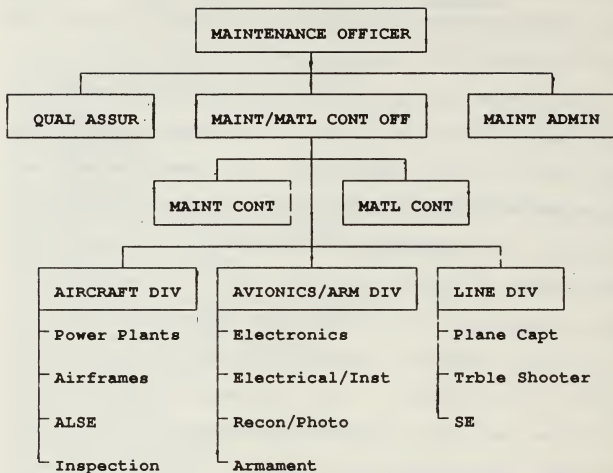 MAINTENANCE OFFICER
QUAL ASSUR
MAINT/MATL CONT OFF
MAINT ADMIN
MAINT CONT
MATL CONT
AIRCRAFT DIV
AVIONICS/ARM DIV
LINE DIV
Power Plants
Electronics
Plane Capt
Airframes
Electrical/Inst
Trble Shooter
ALSE
Recon/Photo
SE
Inspection
Armament